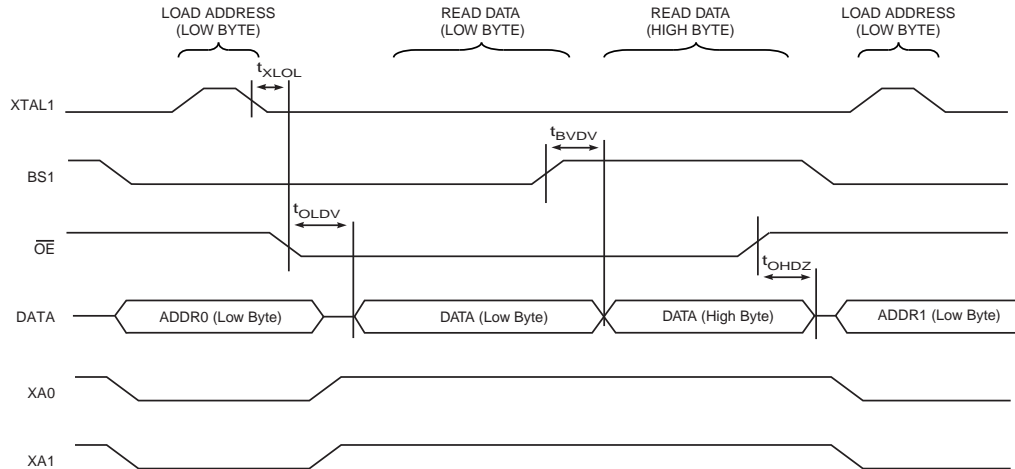 LOAD ADDRESS
(LOW BYTE)
READ DATA
(LOW BYTE)
READ DATA
(HIGH BYTE)
LOAD ADDRESS
(LOW BYTE)
tXLOL
XTAL1
tBVDV
BS1
tOLDV
OE
tOHDZ
DATA
ADDR0 (Low Byte)
DATA (Low Byte)
DATA (High Byte)
ADDR1 (Low Byte)
XA0
XA1